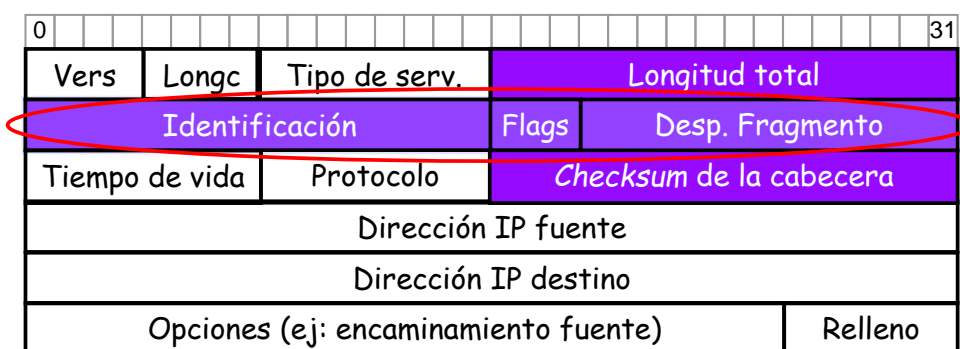 0 31
Vers Longc Tipo de serv. Longitud total
Identificación Flags Desp. Fragmento
Tiempo de vida Protocolo Checksum de la cabecera
Dirección IP fuente
Dirección IP destino
Opciones (ej: encaminamiento fuente) Relleno